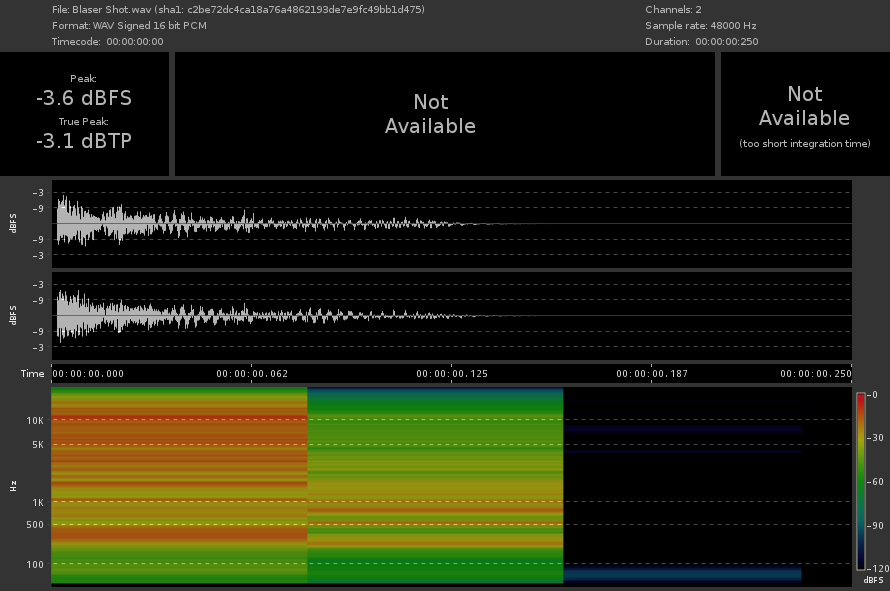 File: Blaser Shot.wav (sha1: c2be72dc4ca18a76a4862193de7e9fc49bb1d475)
Channels: 2
Format: WAV Signed 16 bit PCM
Sample rate: 48000 Hz
Timecode: 00:00:00:00
Duration: 00:00:00:250
Peak:
-3.6 dBFS
True Peak:
-3.1 dBTP
Not
Available
Not
Available
(too short integration time)
dBFS
-3
-9
-9
-3
dBFS
-3
-9
-9
-3
Time
00:00:00.000
00:00:00.062
00:00:00.125
00:00:00.187
00:00:00.250
Hz
10K
5K
1K
500
100
-0
-30
-60
-90
-120
dBFS